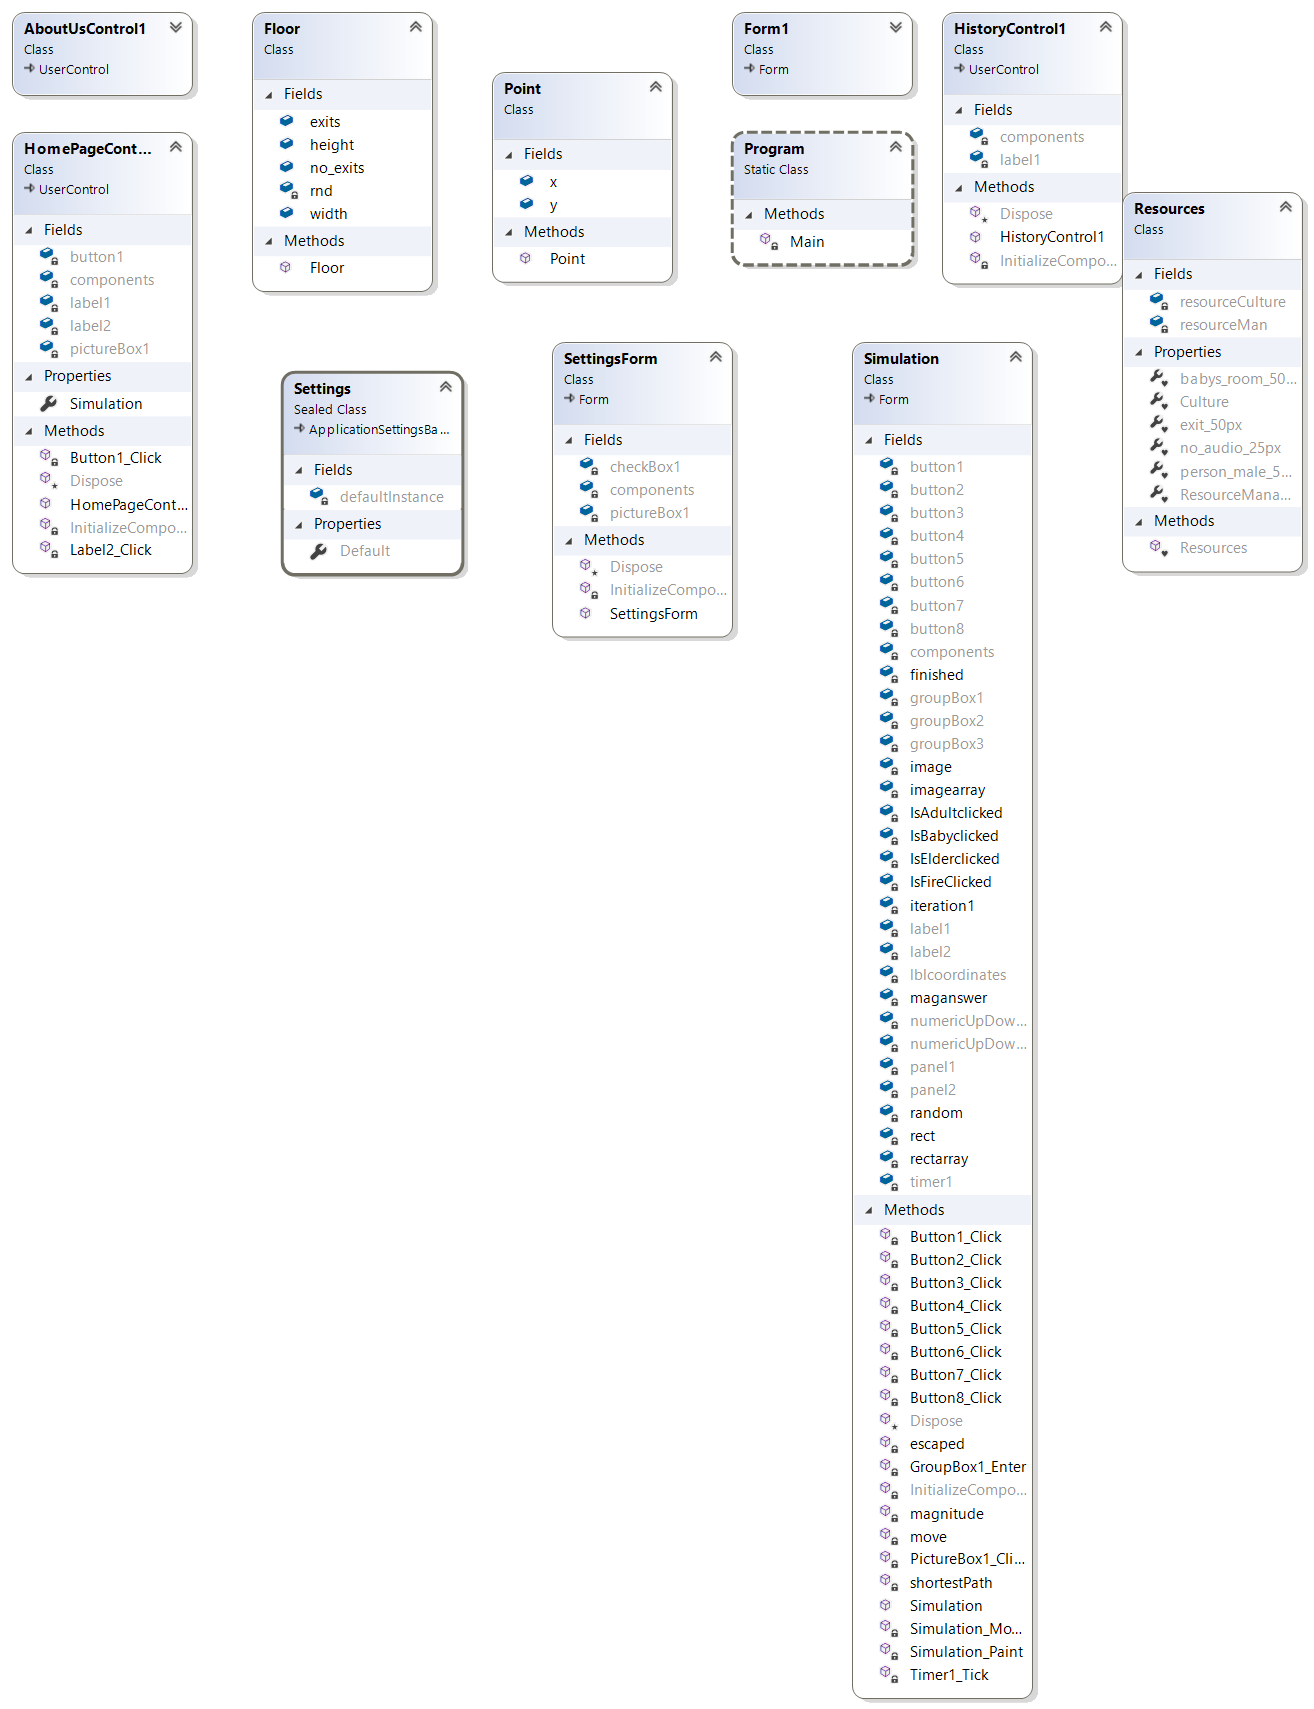 AboutUsControl1
Class
UserControl
HomePageCont...
Class
UserControl
Fields
button1
components
label1
label2
pictureBox1
Properties
Simulation
Methods
Button1_Click
Dispose
HomePageCont...
InitializeCompo...
Label2_Click
Floor
Class
Fields
exits
height
no_exits
rnd
width
Methods
Floor
Settings
Sealed Class
ApplicationSettingsBa...
Fields
defaultInstance
Properties
Default
Point
Class
Fields
x
y
Methods
Point
SettingsForm
Class
Form
Fields
checkBox1
components
pictureBox1
Methods
Dispose
InitializeCompo...
SettingsForm
Form1
Class
Form
Program
Static Class
Methods
Main
Simulation
Class
Form
Fields
button1
button2
button3
button4
button5
button6
button7
button8
components
finished
groupBox1
groupBox2
groupBox3
image
imagearray
IsAdultclicked
IsBabyclicked
IsElderclicked
IsFireClicked
iteration1
label1
label2
lblcoordinates
maganswer
numericUpDow...
numericUpDow...
panel1
panel2
random
rect
rectarray
timer1
Methods
Button1_Click
Button2_Click
Button3_Click
Button4_Click
Button5_Click
Button6_Click
Button7_Click
Button8_Click
Dispose
escaped
GroupBox1_Enter
InitializeCompo...
magnitude
move
PictureBox1_Cli...
shortestPath
Simulation
Simulation_Mo...
Simulation_Paint
Timer1_Tick
HistoryControl1
Class
UserControl
Fields
components
label1
Methods
Dispose
HistoryControl1
InitializeCompo...
Resources
Class
Fields
resourceCulture
resourceMan
Properties
babys_room_50...
Culture
exit_50px
no_audio_25px
person_male_5...
ResourceMana...
Methods
Resources